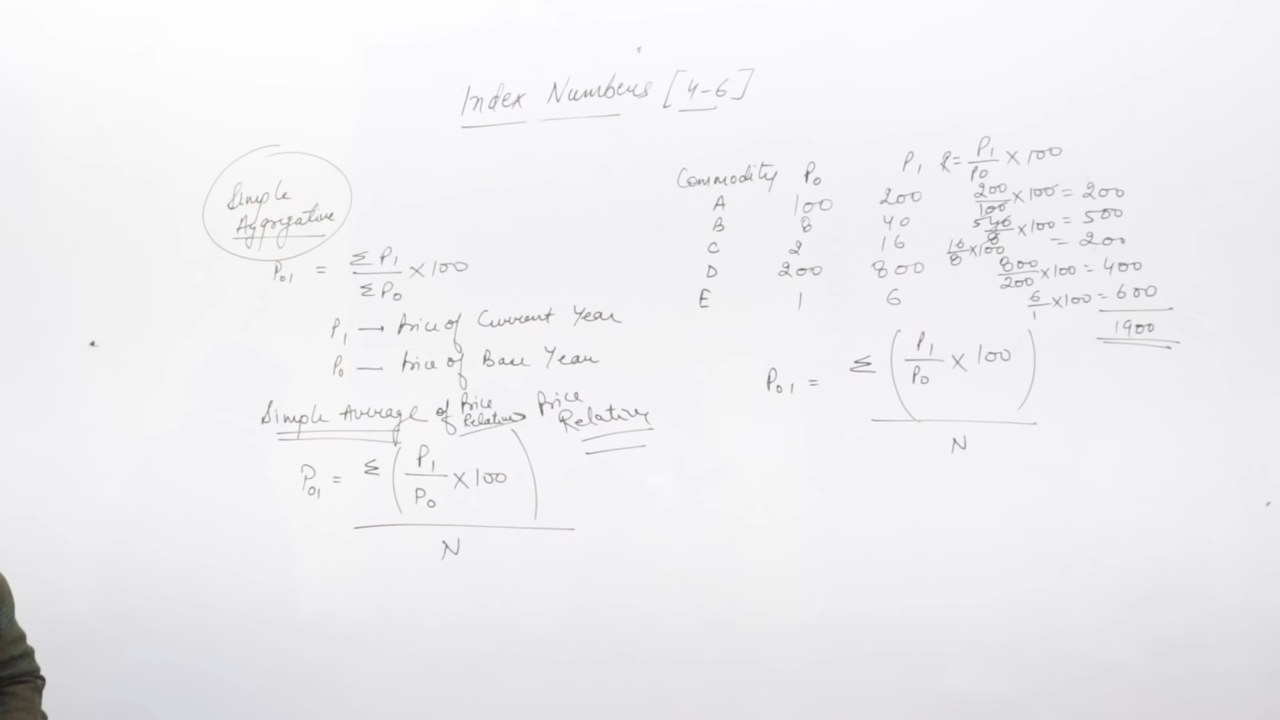 Index Numbers [4-6]
Simple
Aggregative
P₀₁ = ΣP₁ / ΣP₀ × 100
P₁ → Price of Current Year
P₀ — Price of Base Year
Simple Average of Price Relatives Price Relative
P₀₁ = Σ(P₁/P₀ × 100) / N
Commodity P₀ P₁ R = P₁/P₀ × 100
A 100 200 200/100 × 100 = 200
B 8 40 40/8 × 100 = 500
C 2 16 16/8 × 100 = 200
D 200 800 800/200 × 100 = 400
E 1 6 6/1 × 100 = 600
1900
P₀₁ = Σ(P₁/P₀ × 100) / N